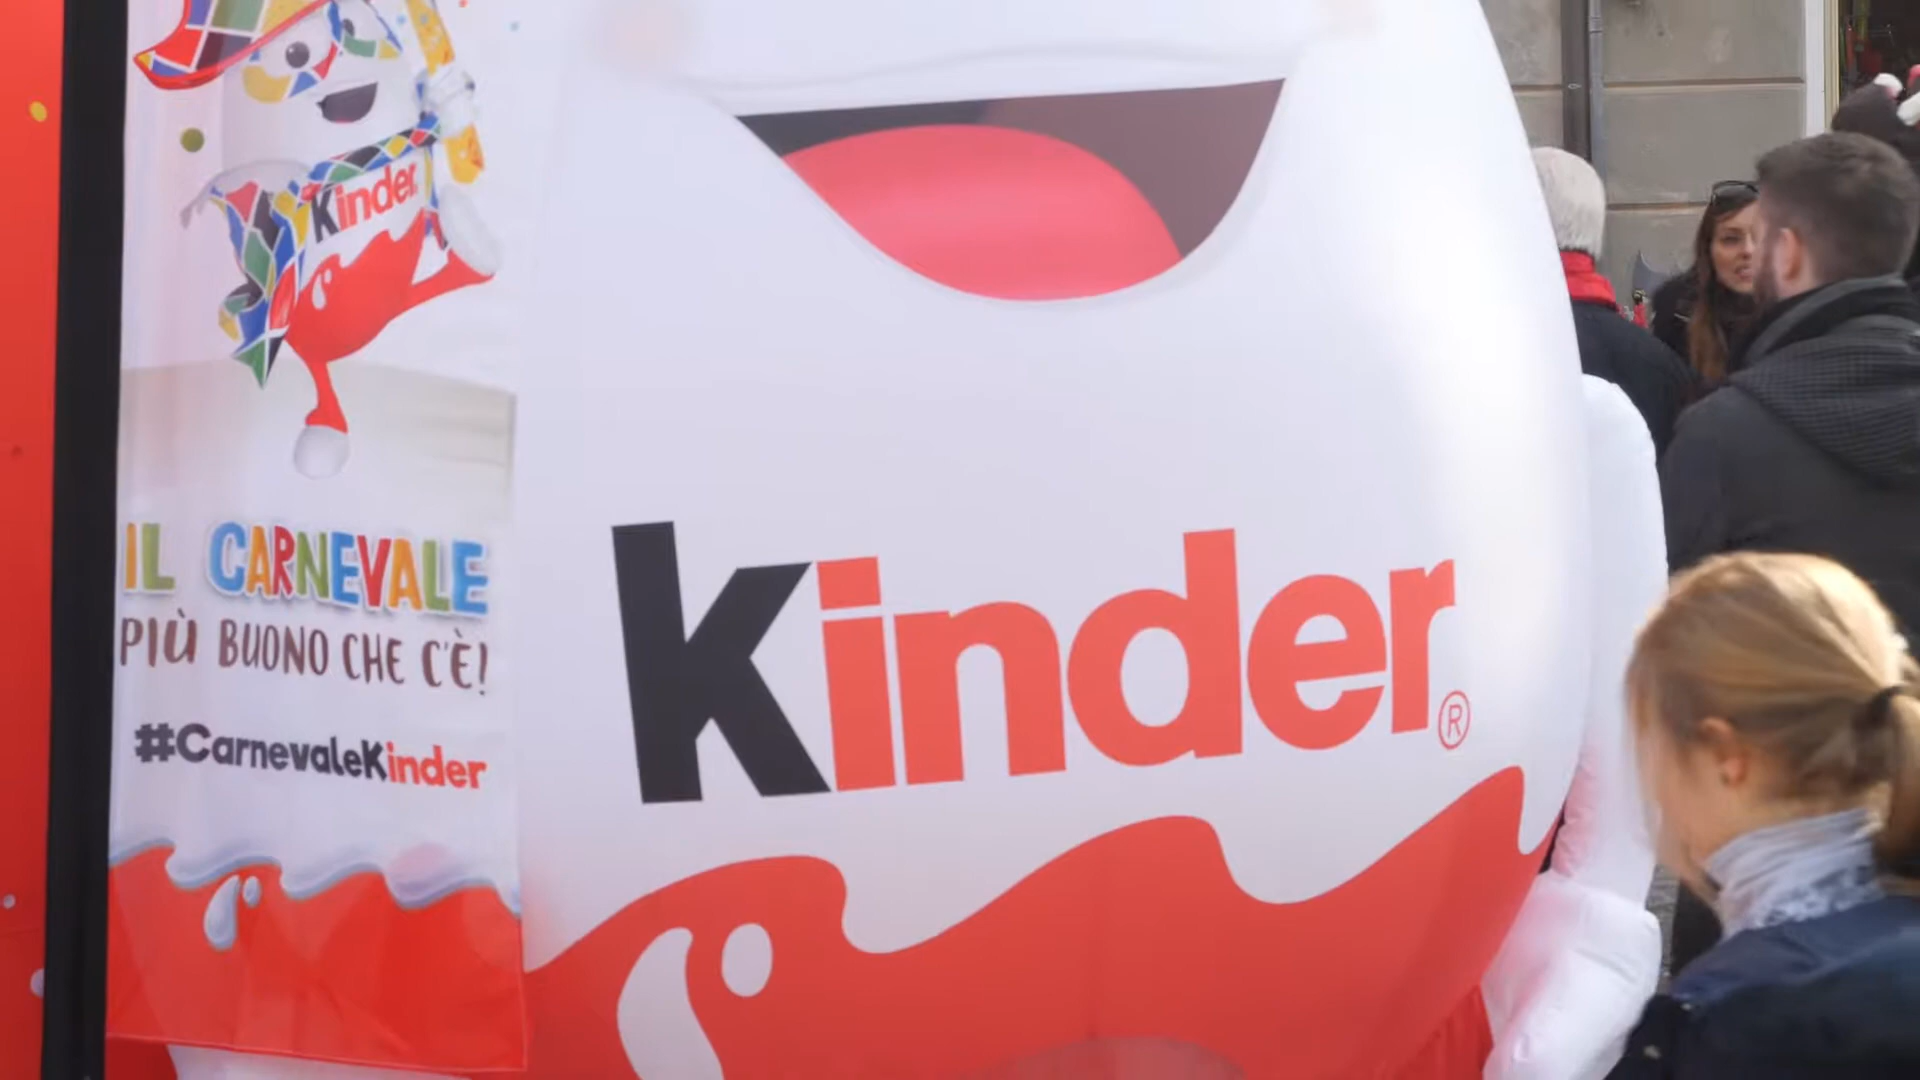 kinder
IL CARNEVALE
PIÙ BUONO CHE C'È!
#CarnevaleKinder
kinder®